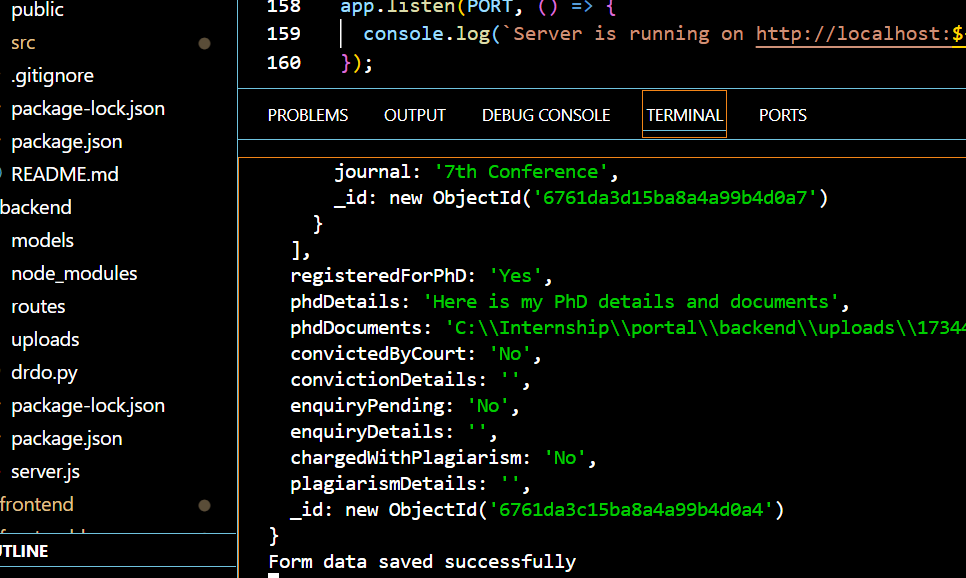 public
src
.gitignore
package-lock.json
package.json
README.md
backend
models
node_modules
routes
uploads
drdo.py
package-lock.json
package.json
server.js
frontend
UTLINE
158 app.listen(PORT, () => {
159 console.log(`Server is running on http://localhost:$
160 });
PROBLEMS OUTPUT DEBUG CONSOLE TERMINAL PORTS
journal: '7th Conference',
_id: new ObjectId('6761da3d15ba8a4a99b4d0a7')
}
],
registeredForPhD: 'Yes',
phdDetails: 'Here is my PhD details and documents',
phdDocuments: 'C:\\Internship\\portal\\backend\\uploads\\17344
convictedByCourt: 'No',
convictionDetails: '',
enquiryPending: 'No',
enquiryDetails: '',
chargedWithPlagiarism: 'No',
plagiarismDetails: '',
_id: new ObjectId('6761da3c15ba8a4a99b4d0a4')
}
Form data saved successfully